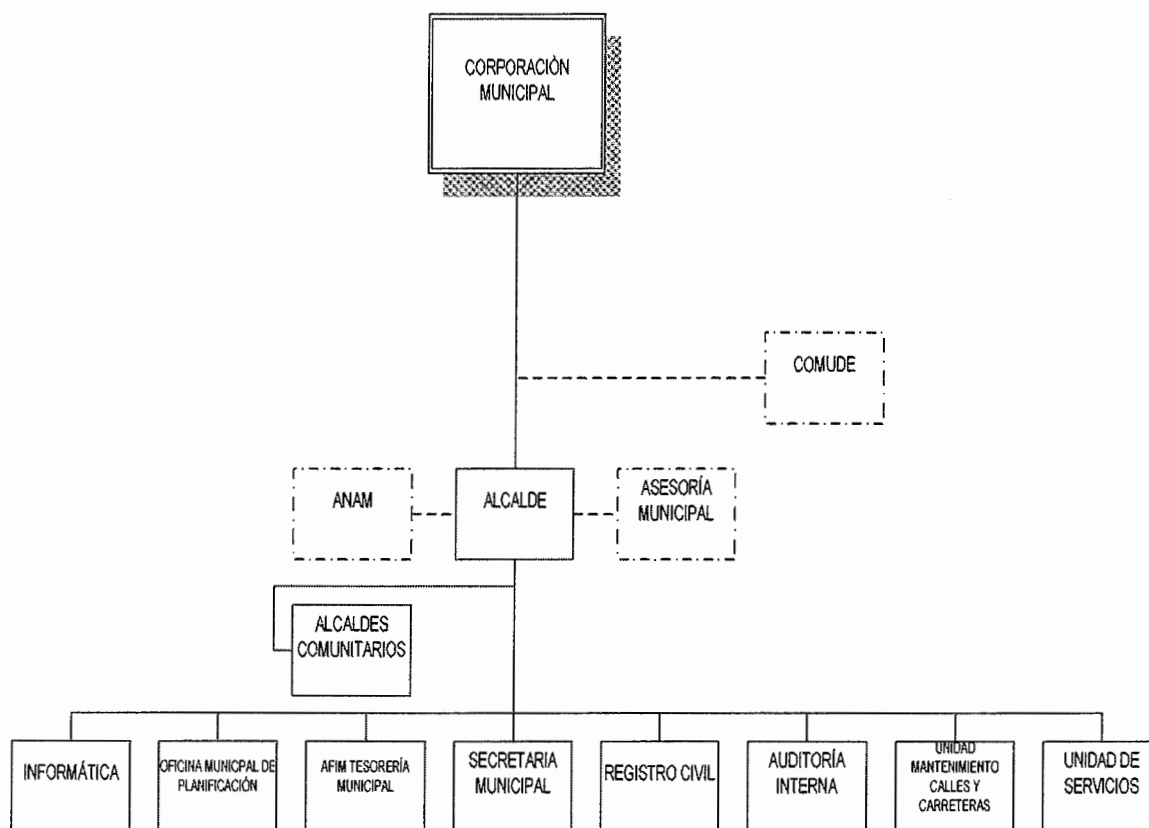 CORPORACIÒN
MUNICIPAL
COMUDE
ANAM
ALCALDE
ASESORÍA
MUNICIPAL
ALCALDES
COMUNITARIOS
INFORMÁTICA
OFICINA MUNICPAL DE
PLANIFICACIÓN
AFIM TESORERÍA
MUNICIPAL
SECRETARIA
MUNICIPAL
REGISTRO CIVIL
AUDITORÍA
INTERNA
UNIDAD
MANTENIMIENTO
CALLES Y
CARRETERAS
UNIDAD DE
SERVICIOS